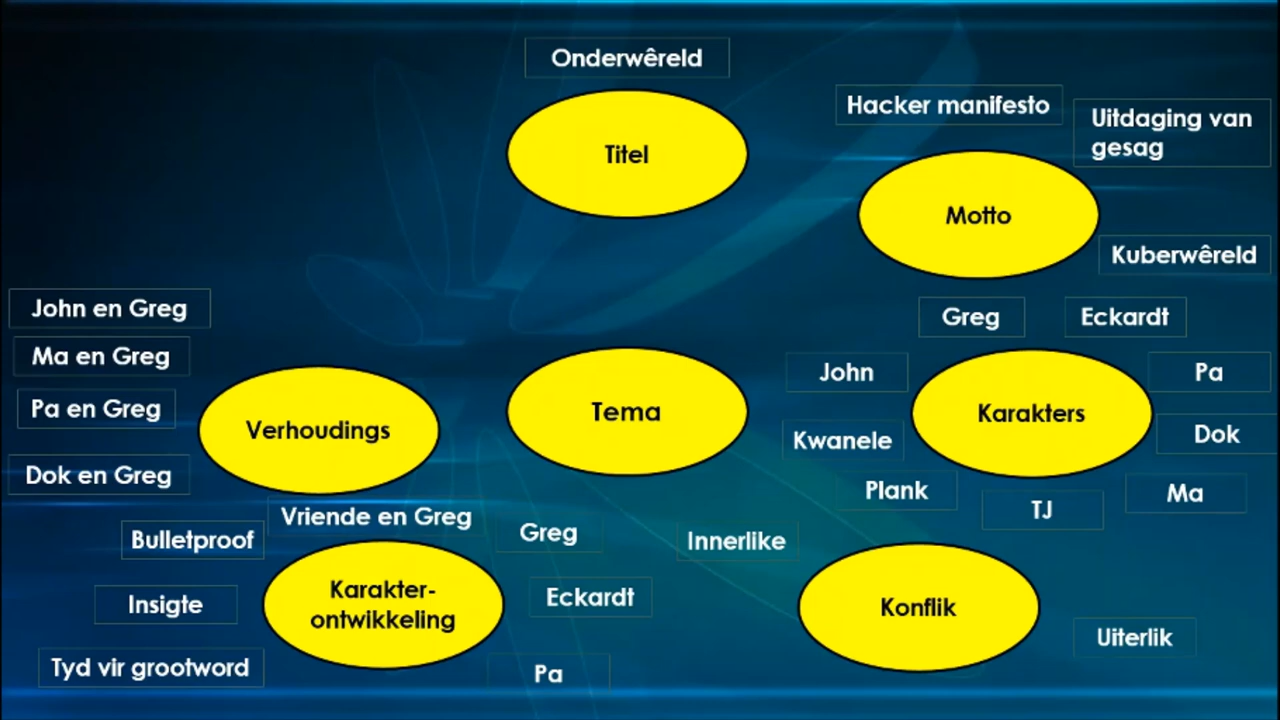 Onderwêreld
Titel
Hacker manifesto
Uitdaging van
gesag
Motto
Kuberwêreld
John en Greg
Ma en Greg
Pa en Greg
Dok en Greg
Verhoudings
Vriende en Greg
Tema
Greg
Eckardt
John
Pa
Karakters
Kwanele
Dok
Plank
TJ
Ma
Bulletproof
Insigte
Tyd vir grootword
Karakter-
ontwikkeling
Greg
Eckardt
Pa
Innerlike
Konflik
Uiterlik